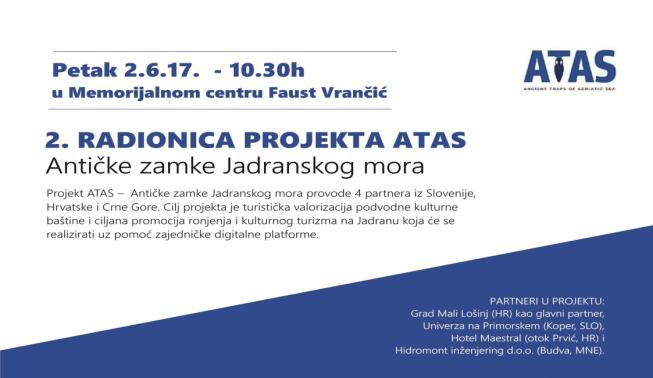 Petak 2.6.17. - 10.30h
u Memorijalnom centru Faust Vrančić
ATAS
ANCIENT TRAPS OF ADRIATIC SEA
2. RADIONICA PROJEKTA ATAS
Antičke zamke Jadranskog mora
Projekt ATAS – Antičke zamke Jadranskog mora provode 4 partnera iz Slovenije,
Hrvatske i Crne Gore. Cilj projekta je turistička valorizacija podvodne kulturne
baštine i ciljana promocija ronjenja i kulturnog turizma na Jadranu koja će se
realizirati uz pomoć zajedničke digitalne platforme.
PARTNERI U PROJEKTU:
Grad Mali Lošinj (HR) kao glavni partner,
Univerza na Primorskem (Koper, SLO),
Hotel Maestral (otok Prvić, HR) i
Hidromont inženjering d.o.o. (Budva, MNE).